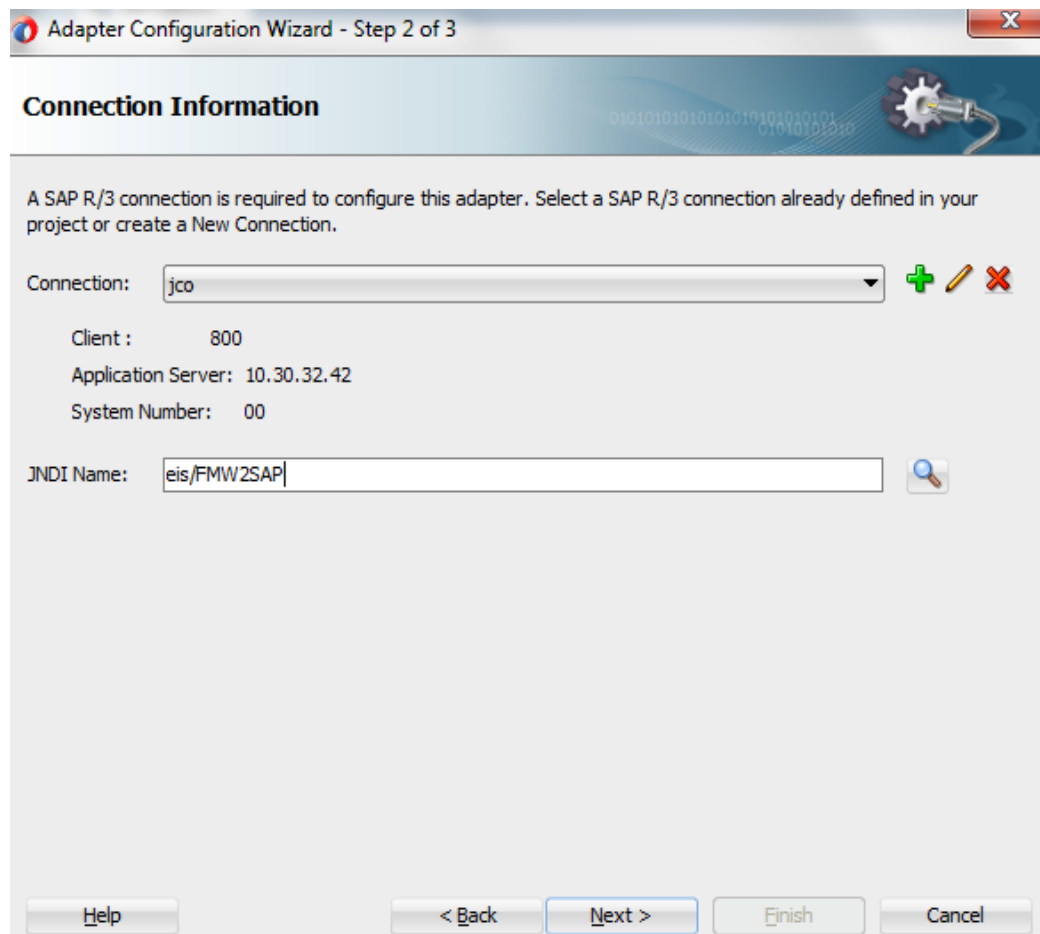 Adapter Configuration Wizard - Step 2 of 3
X
Connection Information
A SAP R/3 connection is required to configure this adapter. Select a SAP R/3 connection already defined in your
project or create a New Connection.
Connection: jco
Client : 800
Application Server: 10.30.32.42
System Number: 00
JNDI Name: eis/FMW2SAP
Help < Back Next > Finish Cancel